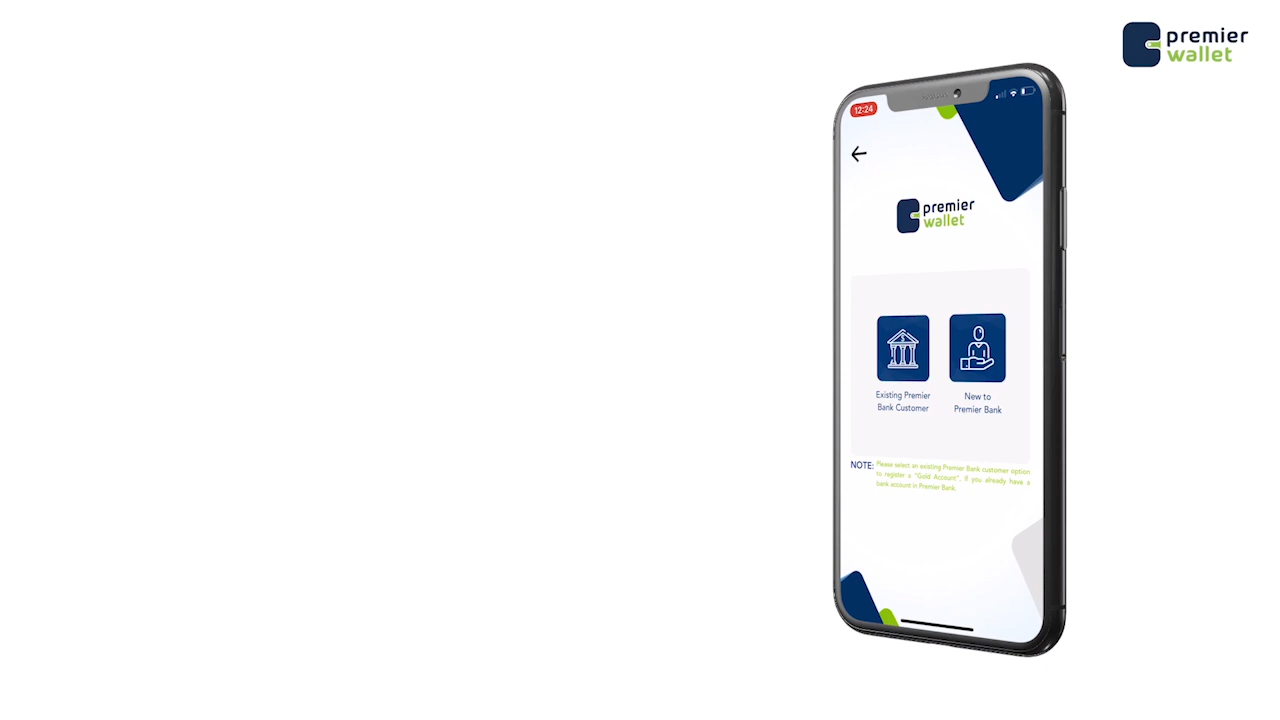 premier
wallet
12:24
premier
wallet
Existing Premier
Bank Customer
New to
Premier Bank
NOTE: Please select an existing Premier Bank customer option
to register a "Gold Account", if you already have a
bank account in Premier Bank.